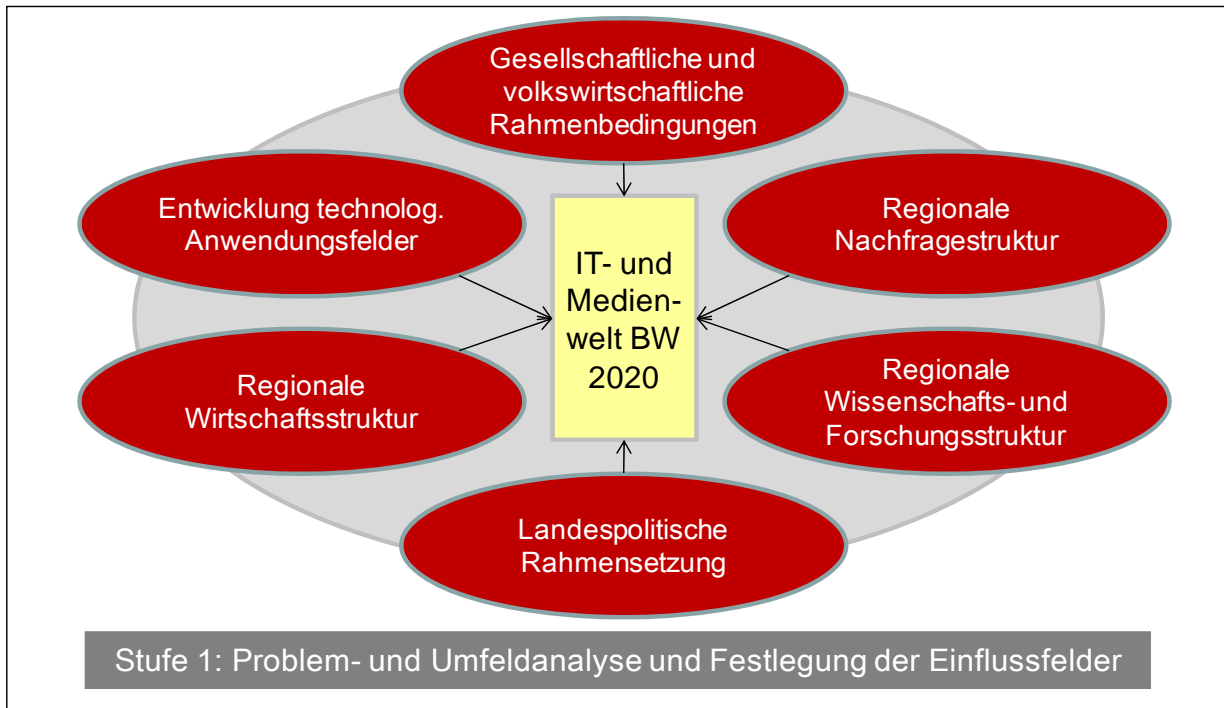 Gesellschaftliche und
volkswirtschaftliche
Rahmenbedingungen
Entwicklung technolog.
Anwendungsfelder
Regionale
Nachfragestruktur
IT- und
Medien-
welt BW
2020
Regionale
Wirtschaftsstruktur
Regionale
Wissenschafts- und
Forschungsstruktur
Landespolitische
Rahmensetzung
Stufe 1: Problem- und Umfeldanalyse und Festlegung der Einflussfelder